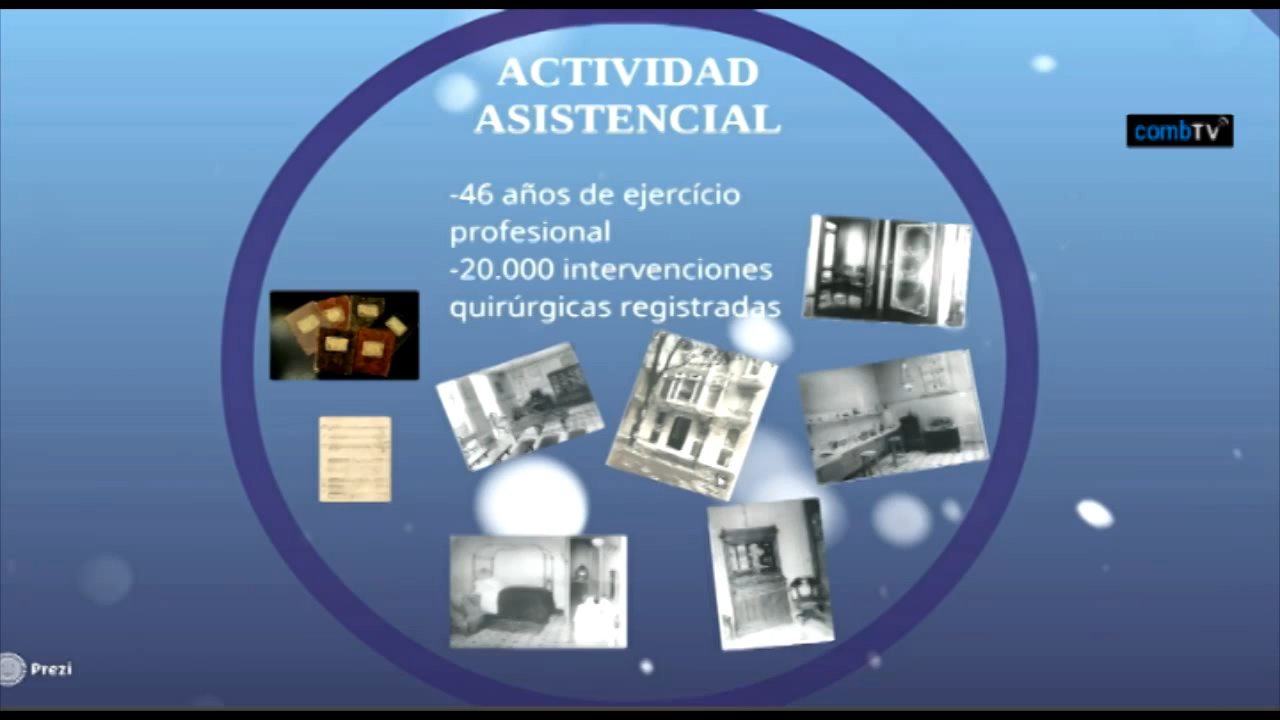 ACTIVIDAD
ASISTENCIAL
-46 años de ejercício
profesional
-20.000 intervenciones
quirúrgicas registradas
combTV
Prezi